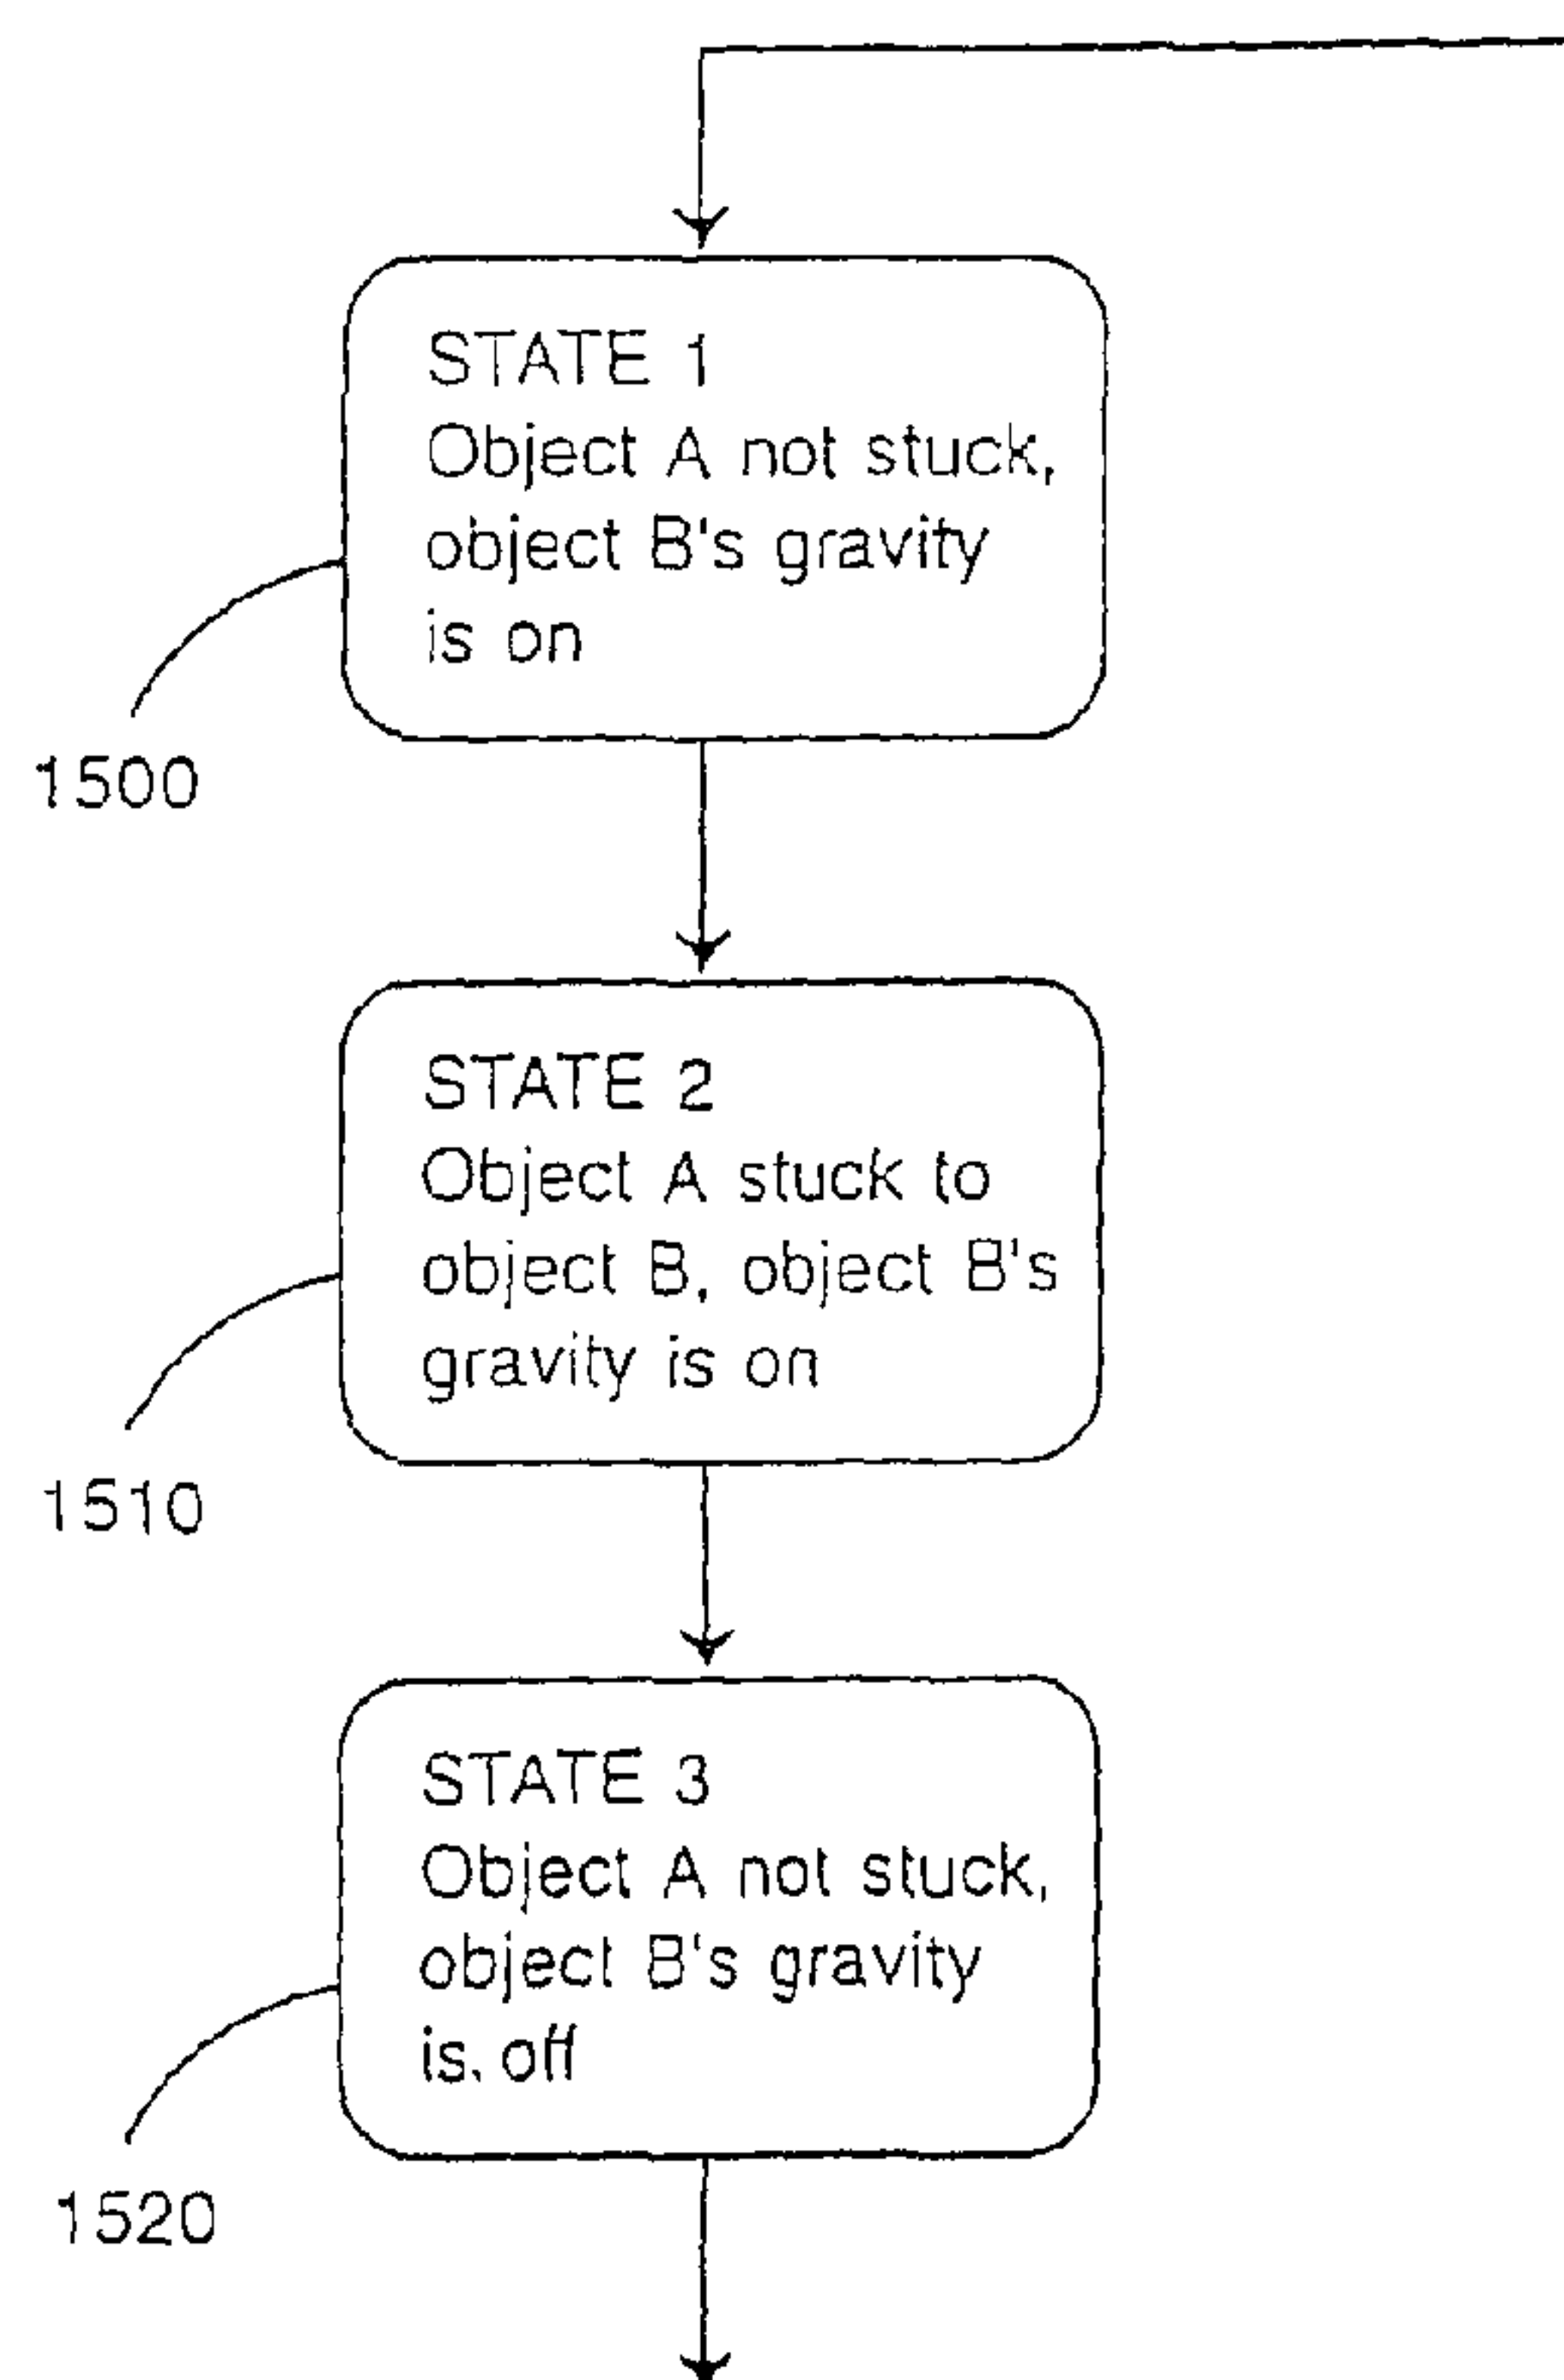 STATE 1
Object A not stuck,
object B's gravity
is on
1500
STATE 2
Object A stuck to
object B, object B's
gravity is on
1510
STATE 3
Object A not stuck,
object B's gravity
is off
1520